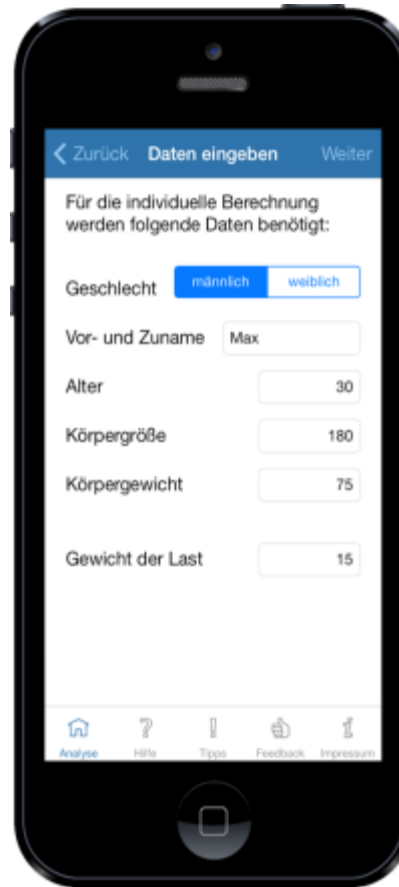 Zurück Daten eingeben Weiter
Für die individuelle Berechnung
werden folgende Daten benötigt:
Geschlecht männlich weiblich
Vor- und Zuname Max
Alter 30
Körpergröße 180
Körpergewicht 75
Gewicht der Last 15
Analyse Hilfe Tipps Feedback Impressum